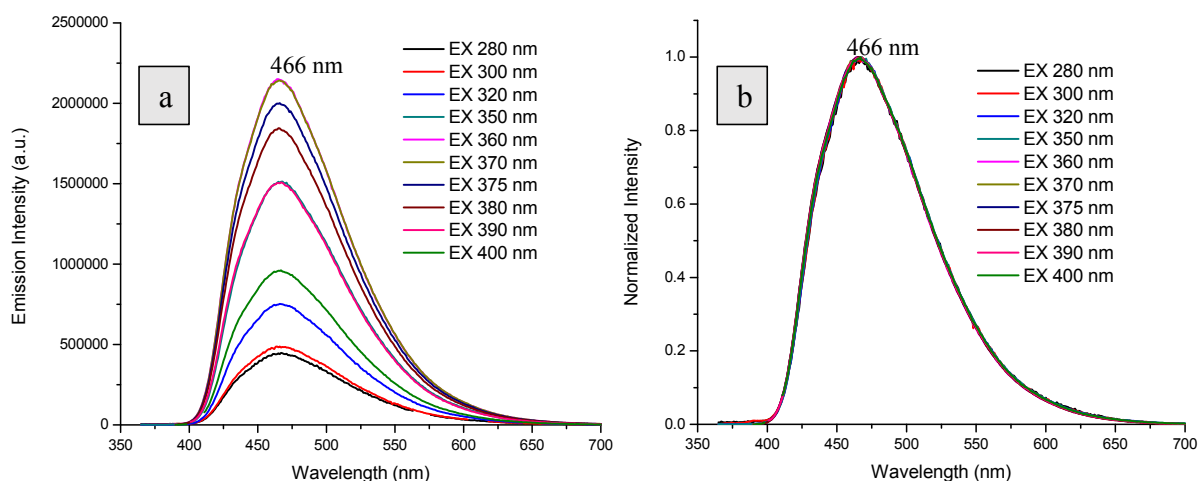 2500000
2000000
1500000
1000000
500000
0
350 400 450 500 550 600 650 700
Emission Intensity (a.u.)
Wavelength (nm)
a
466 nm
EX 280 nm
EX 300 nm
EX 320 nm
EX 350 nm
EX 360 nm
EX 370 nm
EX 375 nm
EX 380 nm
EX 390 nm
EX 400 nm
1.0
0.8
0.6
0.4
0.2
0.0
350 400 450 500 550 600 650 700
Normalized Intensity
Wavelength (nm)
b
466 nm
EX 280 nm
EX 300 nm
EX 320 nm
EX 350 nm
EX 360 nm
EX 370 nm
EX 375 nm
EX 380 nm
EX 390 nm
EX 400 nm